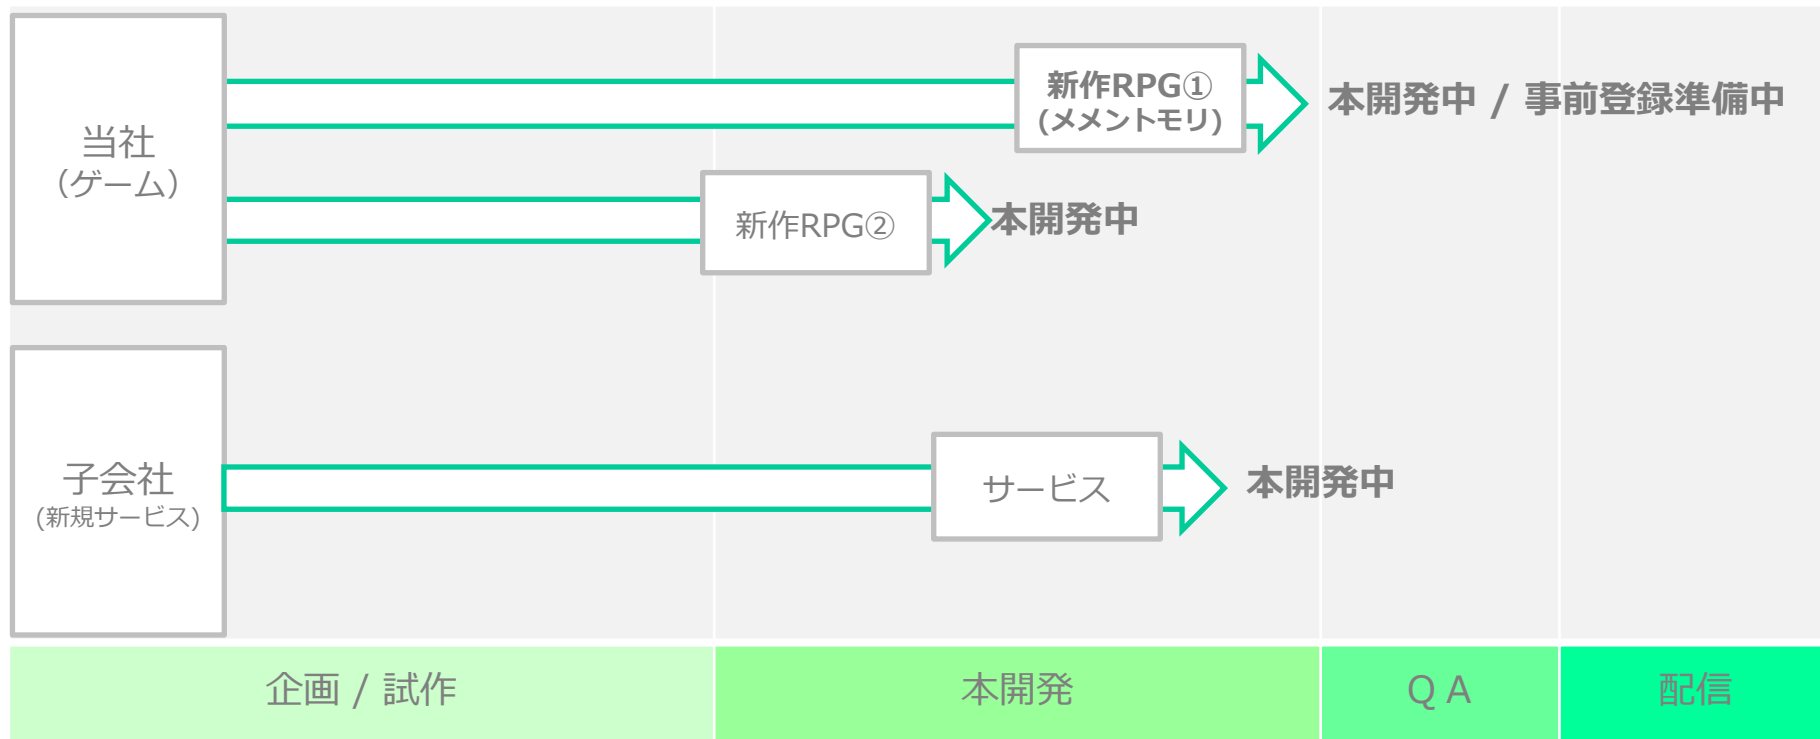 当社
（ゲーム）
新作RPG①
(メメントモリ)
本開発中 / 事前登録準備中
新作RPG②
本開発中
子会社
(新規サービス)
サービス
本開発中
企画 / 試作
本開発
Q A
配信